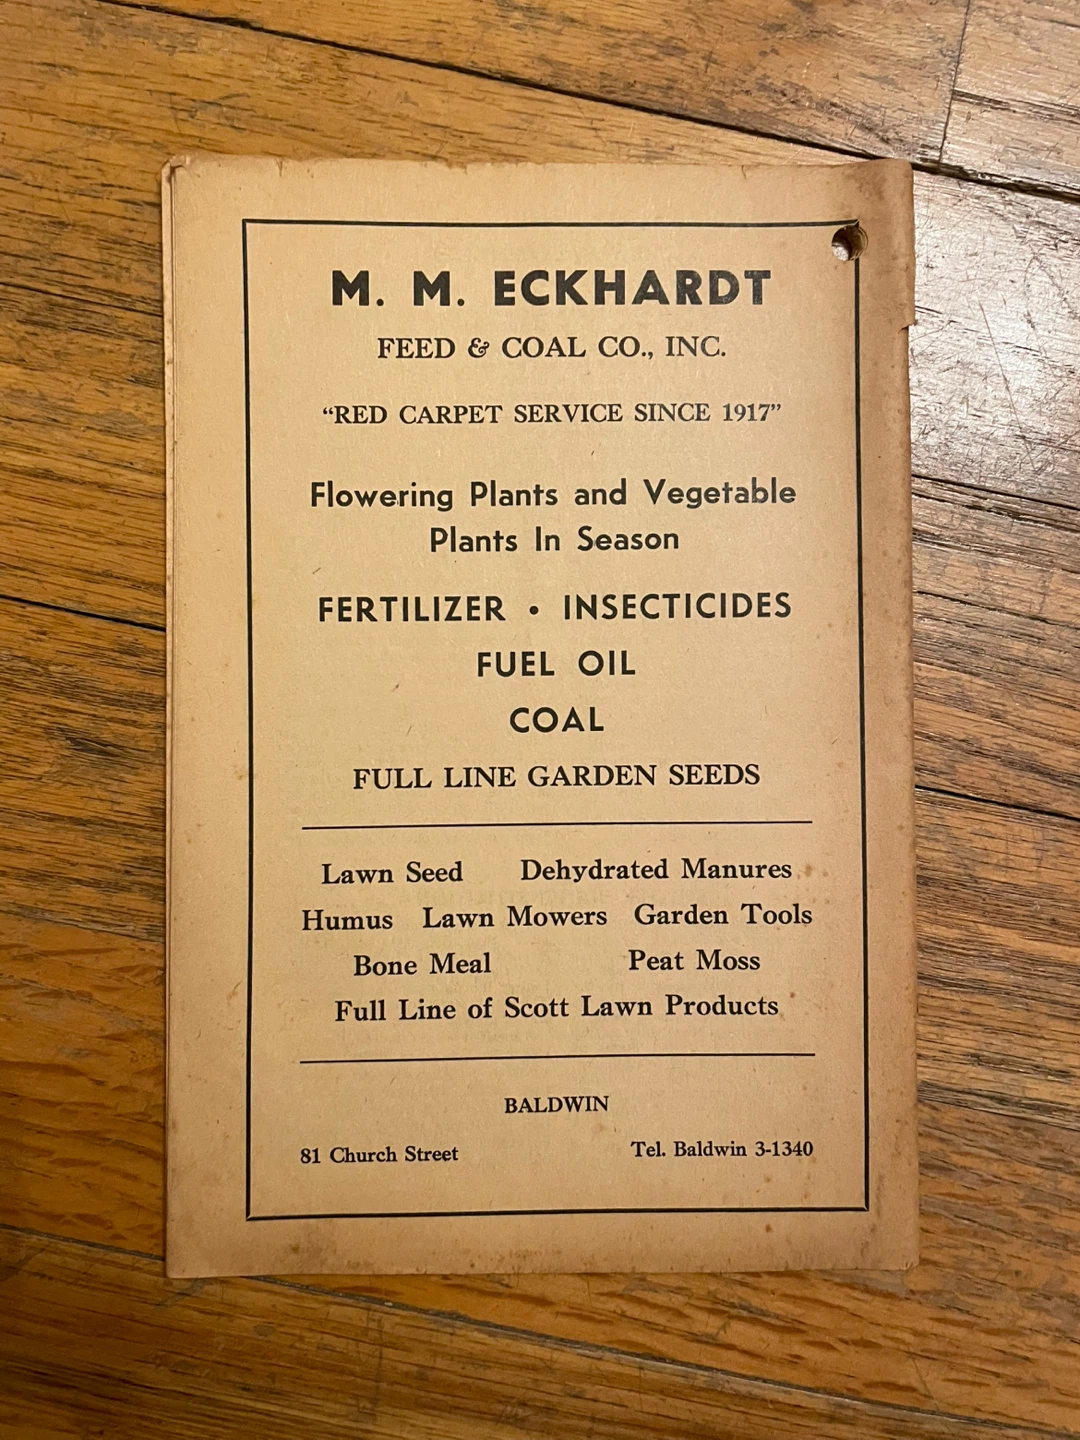 M. M. ECKHARDT
FEED & COAL CO., INC.
“RED CARPET SERVICE SINCE 1917”
Flowering Plants and Vegetable
Plants In Season
FERTILIZER • INSECTICIDES
FUEL OIL
COAL
FULL LINE GARDEN SEEDS
Lawn Seed Dehydrated Manures
Humus Lawn Mowers Garden Tools
Bone Meal Peat Moss
Full Line of Scott Lawn Products
BALDWIN
81 Church Street Tel. Baldwin 3-1340